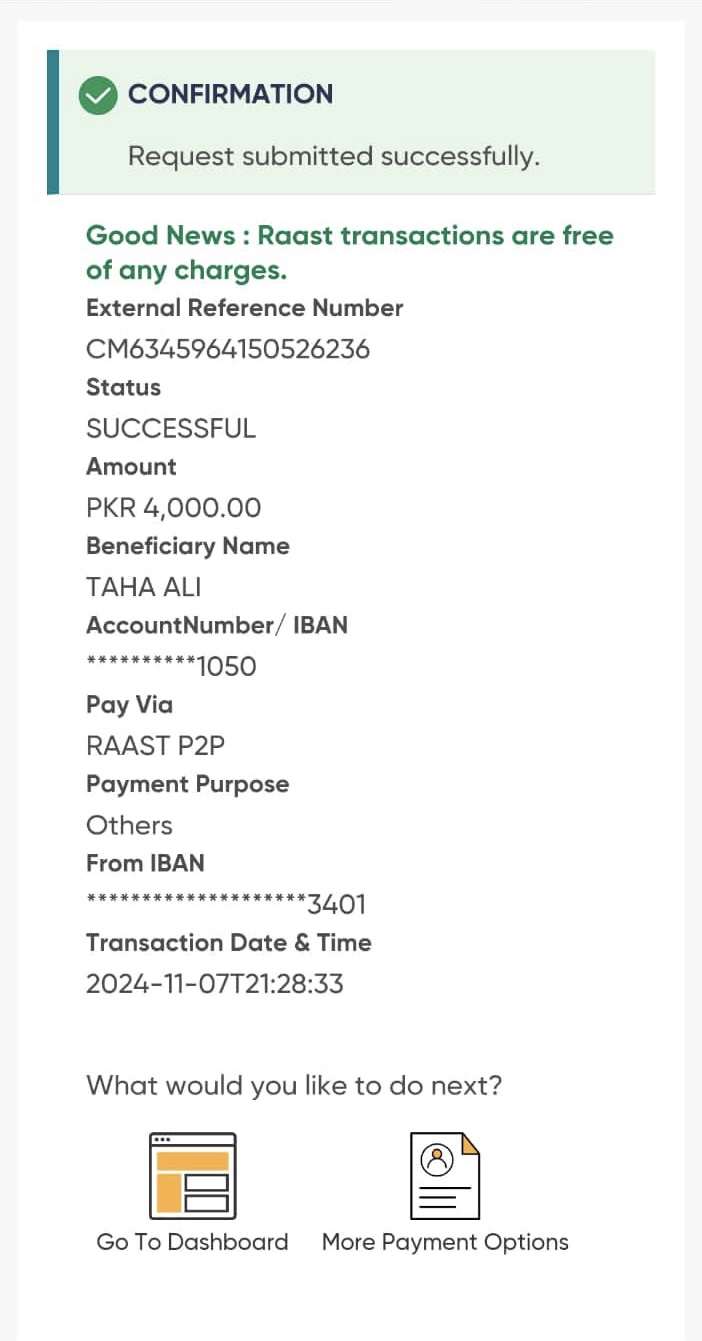 CONFIRMATION
Request submitted successfully.
Good News : Raast transactions are free
of any charges.
External Reference Number
CM6345964150526236
Status
SUCCESSFUL
Amount
PKR 4,000.00
Beneficiary Name
TAHA ALI
AccountNumber/ IBAN
**********1050
Pay Via
RAAST P2P
Payment Purpose
Others
From IBAN
********************3401
Transaction Date & Time
2024-11-07T21:28:33
What would you like to do next?
Go To Dashboard
More Payment Options